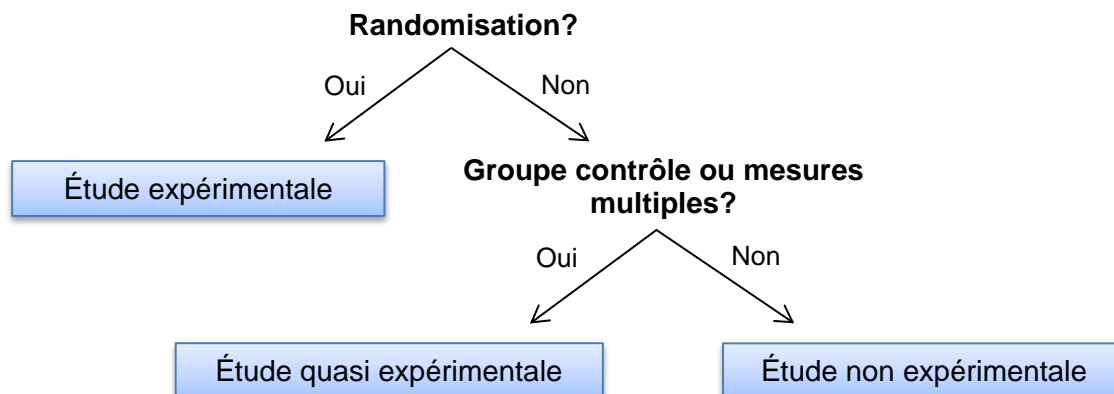 Randomisation?
Oui
Non
Étude expérimentale
Groupe contrôle ou mesures
multiples?
Oui
Non
Étude quasi expérimentale
Étude non expérimentale